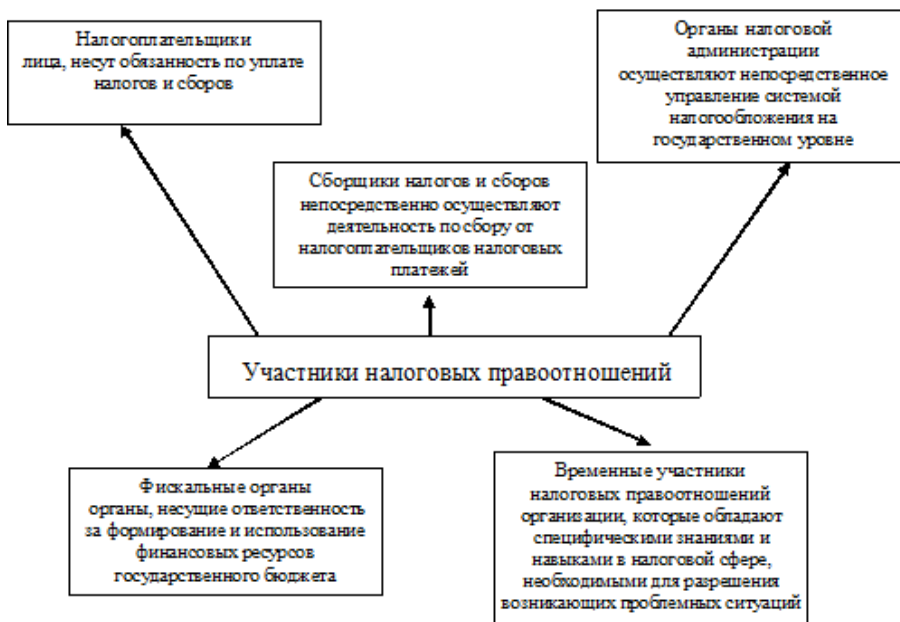 Налогоплательщики
лица, несут обязанность по уплате
налогов и сборов
Органы налоговой
администрации
осуществляют непосредственное
управление системой
налогообложения на
государственном уровне
Сборщики налогов и сборов
непосредственно осуществляют
деятельность по сбору от
налогоплательщиков налоговых
платежей
Участники налоговых правоотношений
Фискальные органы
органы, несущие ответственность
за формирование и использование
финансовых ресурсов
государственного бюджета
Временные участники
налоговых правоотношений
организации, которые обладают
специфическими знаниями и
навыками в налоговой сфере,
необходимыми для разрешения
возникающих проблемных ситуаций